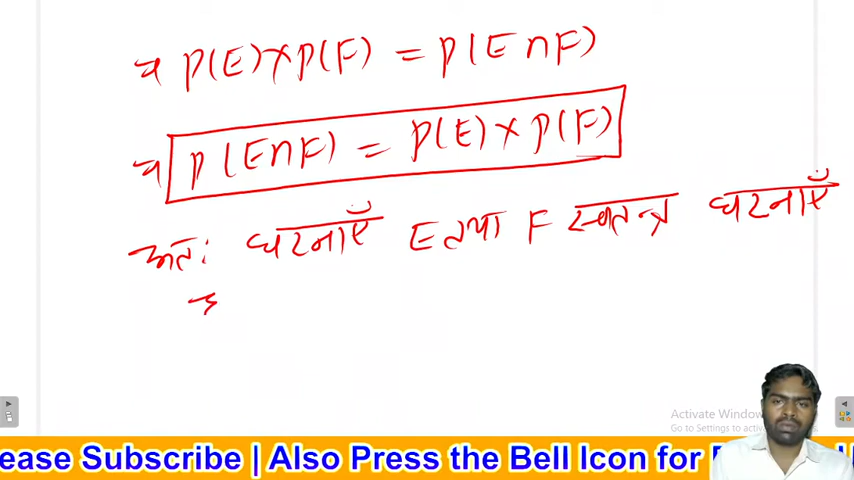 व P(E)×P(F) = P(E∩F)
व P(E∩F) = P(E)×P(F)
अतः घटनाएँ E तथा F स्वतन्त्र घटनाएँ
Activate Window
Go to Settings to activ
ease Subscribe | Also Press the Bell Icon for